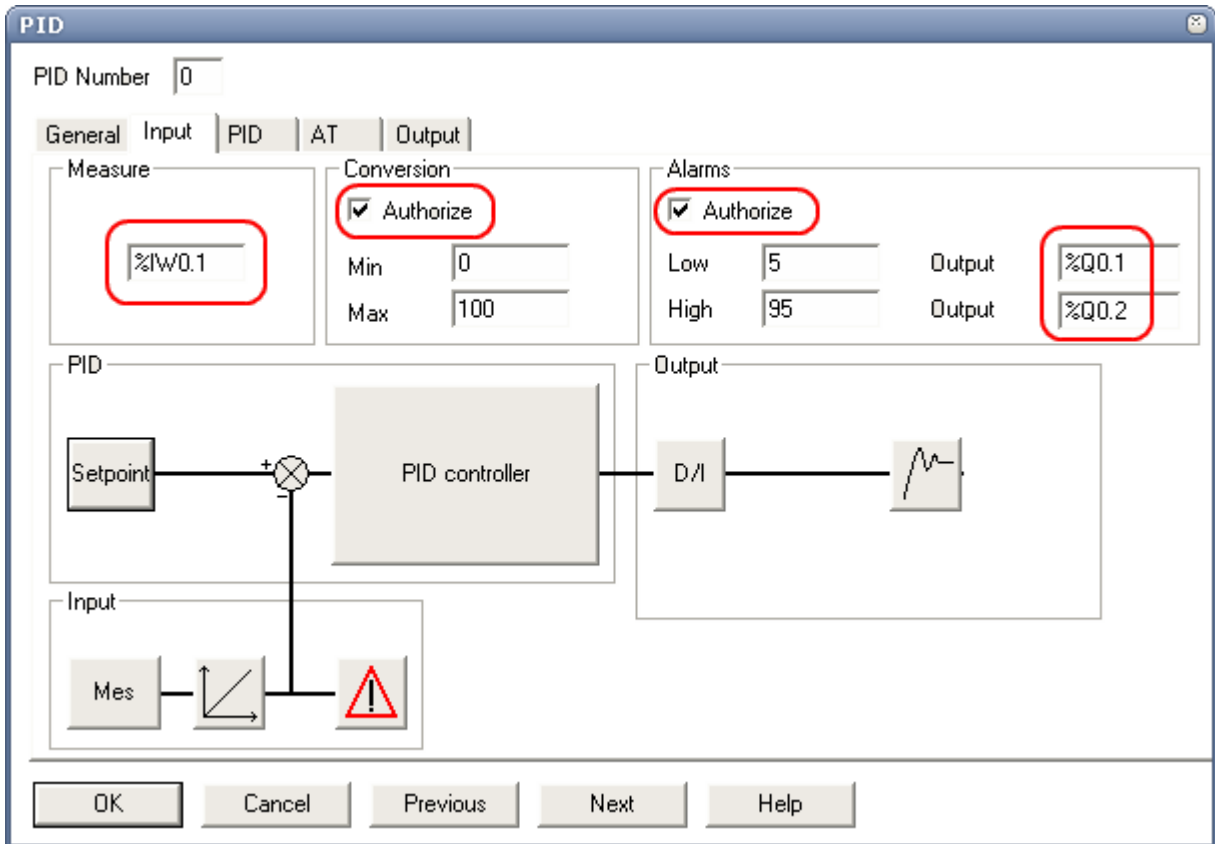 PID
PID Number 0
General Input PID AT Output
Measure
%IW0.1
Conversion
Authorize
Min 0
Max 100
Alarms
Authorize
Low 5 Output %Q0.1
High 95 Output %Q0.2
PID
Setpoint
+
-
PID controller
Output
D/I
Input
Mes
!
OK Cancel Previous Next Help